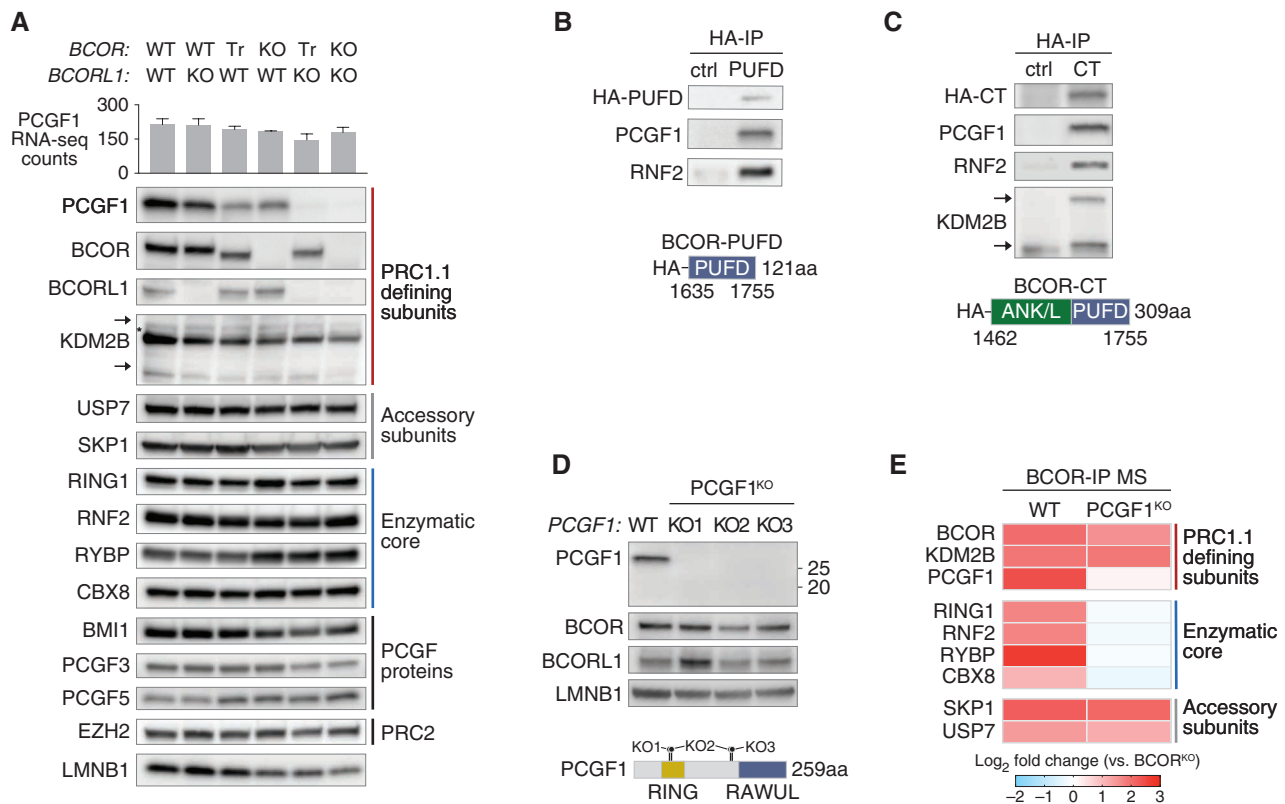 A
BCOR: WT WT Tr KO Tr KO
BCORL1: WT KO WT WT KO KO
PCGF1
RNA-seq
counts
300
150
0
PCGF1
BCOR
BCORL1
*
KDM2B
PRC1.1
defining
subunits
USP7
SKP1
Accessory
subunits
RING1
RNF2
RYBP
CBX8
Enzymatic
core
BMI1
PCGF3
PCGF5
PCGF
proteins
EZH2
PRC2
LMNB1
B
HA-IP
ctrl PUFD
HA-PUFD
PCGF1
RNF2
BCOR-PUFD
HA- PUFD 121aa
1635 1755
C
HA-IP
ctrl CT
HA-CT
PCGF1
RNF2
KDM2B
BCOR-CT
HA- ANK/L PUFD 309aa
1462 1755
D
PCGF1KO
PCGF1: WT KO1 KO2 KO3
PCGF1
25
20
BCOR
BCORL1
LMNB1
KO1 KO2 KO3
PCGF1 259aa
RING RAWUL
E
BCOR-IP MS
WT PCGF1KO
BCOR
KDM2B
PCGF1
PRC1.1
defining
subunits
RING1
RNF2
RYBP
CBX8
Enzymatic
core
SKP1
USP7
Accessory
subunits
Log2 fold change (vs. BCORKO)
-2 -1 0 1 2 3